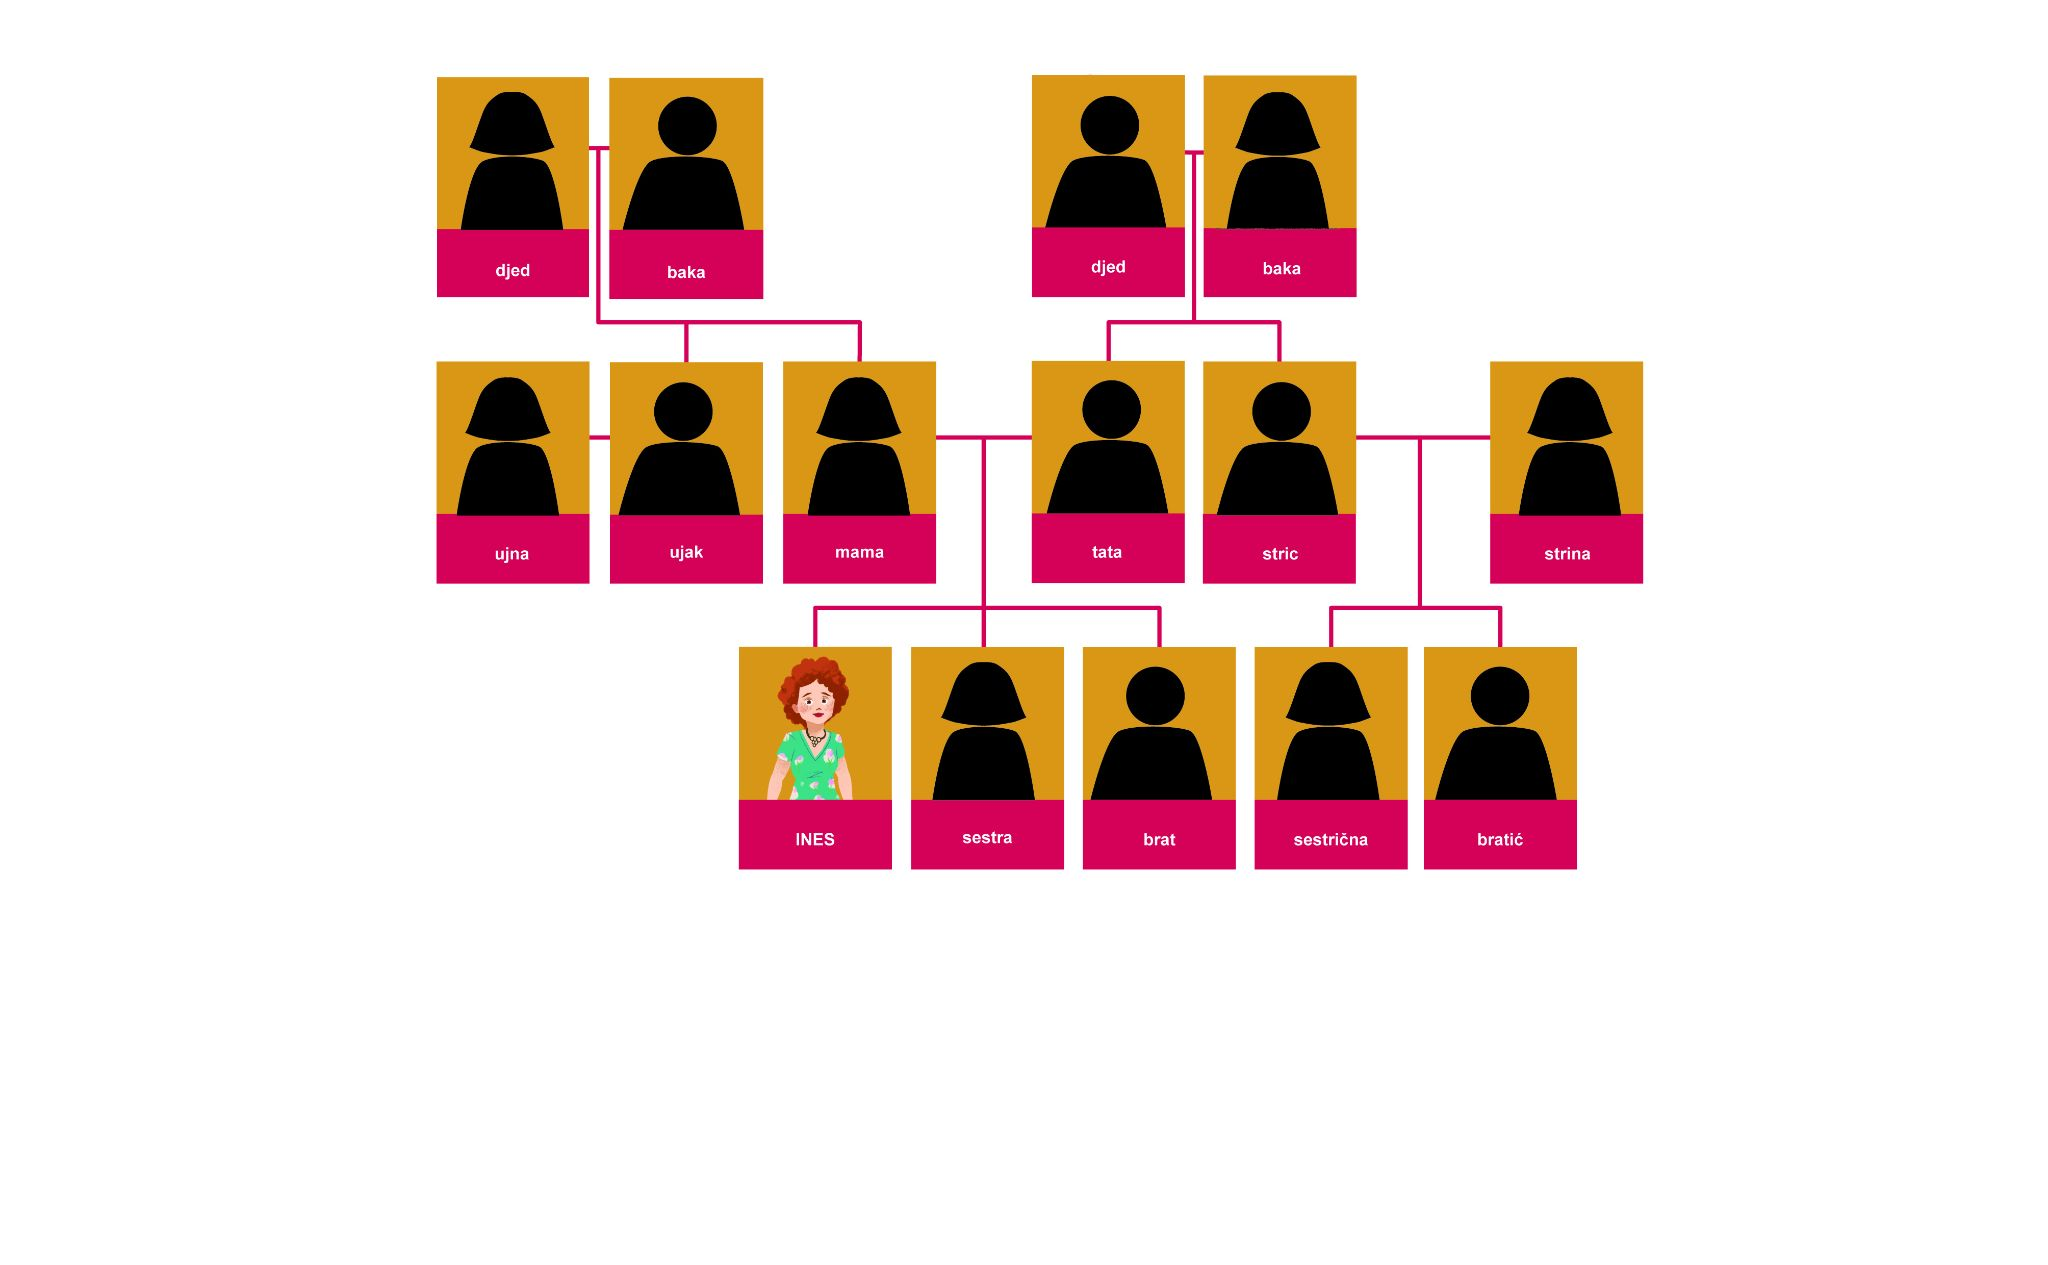 djed
baka
djed
baka
ujna
ujak
mama
tata
stric
strina
INES
sestra
brat
sestrična
bratić